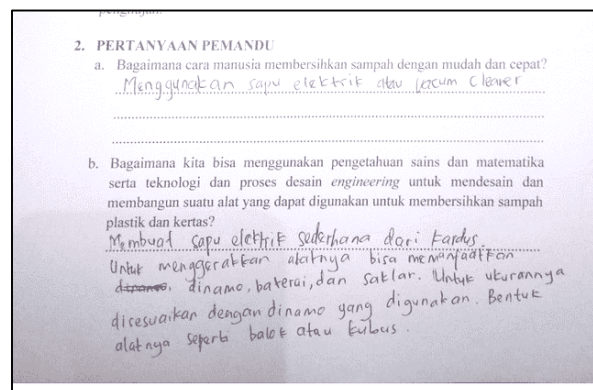 2. PERTANYAAN PEMANDU
a. Bagaimana cara manusia membersihkan sampah dengan mudah dan cepat?
Menggunakan sapu elektrik atau vacum cleaner
b. Bagaimana kita bisa menggunakan pengetahuan sains dan matematika
serta teknologi dan proses desain engineering untuk mendesain dan
membangun suatu alat yang dapat digunakan untuk membersihkan sampah
plastik dan kertas?
Membuat sapu elektrik sederhana dari kardus.
Untuk menggerakkan alatnya bisa memanfaatkan
dinamo, baterai, dan saklar. Untuk ukurannya
disesuaikan dengan dinamo yang digunakan. Bentuk
alatnya seperti balok atau kubus.